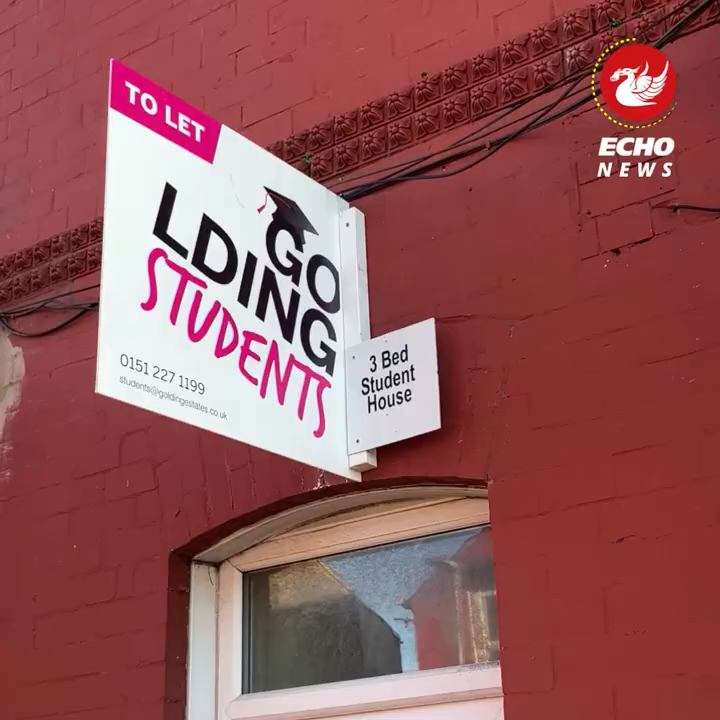 TO LET
GO
LDING
STUDENTS
0151 227 1199
students@goldingestates.co.uk
3 Bed
Student
House
ECHO
NEWS